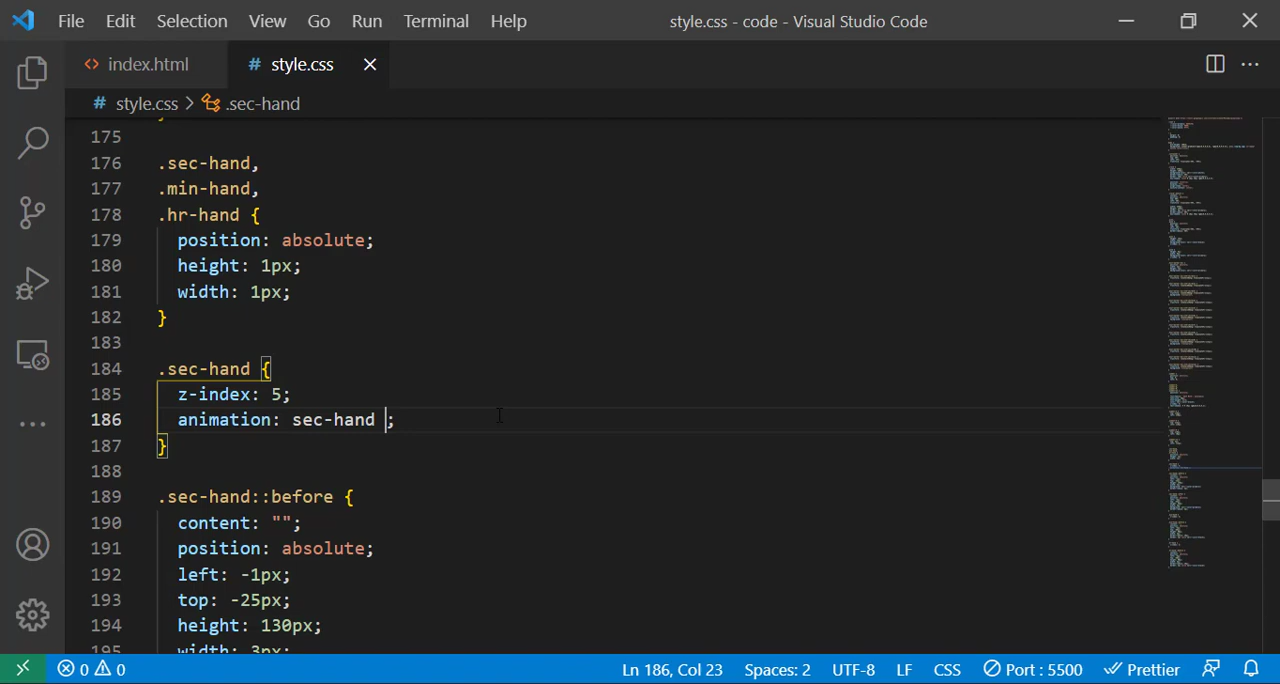 File Edit Selection View Go Run Terminal Help style.css - code - Visual Studio Code
<> index.html # style.css
# style.css > .sec-hand
175
176 .sec-hand,
177 .min-hand,
178 .hr-hand {
179 position: absolute;
180 height: 1px;
181 width: 1px;
182 }
183
184 .sec-hand {
185 z-index: 5;
186 animation: sec-hand ;
187 }
188
189 .sec-hand::before {
190 content: "";
191 position: absolute;
192 left: -1px;
193 top: -25px;
194 height: 130px;
195 width: 3px;
0 0 Ln 186, Col 23 Spaces: 2 UTF-8 LF CSS Port : 5500 Prettier